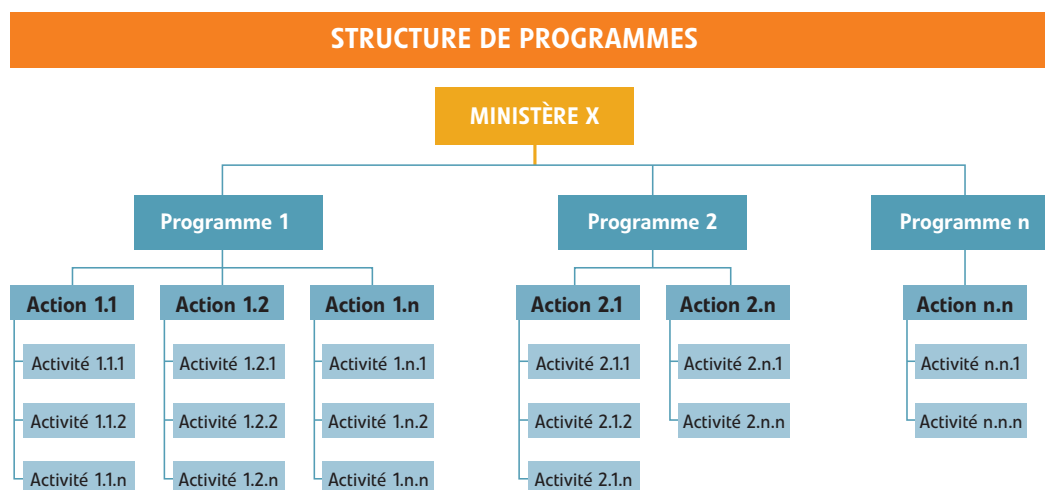 STRUCTURE DE PROGRAMMES
MINISTÈRE X
Programme 1
Programme 2
Programme n
Action 1.1
Action 1.2
Action 1.n
Action 2.1
Action 2.n
Action n.n
Activité 1.1.1
Activité 1.2.1
Activité 1.n.1
Activité 2.1.1
Activité 2.n.1
Activité n.n.1
Activité 1.1.2
Activité 1.2.2
Activité 1.n.2
Activité 2.1.2
Activité 2.n.n
Activité n.n.n
Activité 1.1.n
Activité 1.2.n
Activité 1.n.n
Activité 2.1.n